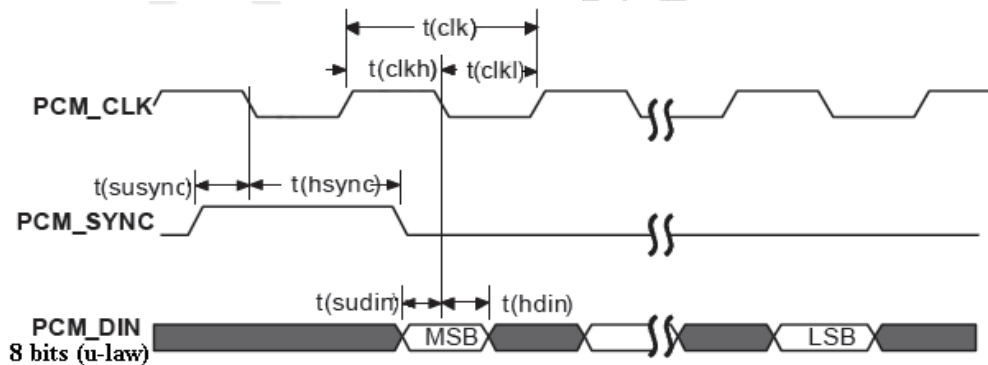 t(clk)
t(clkh) t(clkl)
PCM_CLK
t(susync) t(hsync)
PCM_SYNC
t(sudin) t(hdin)
PCM_DIN MSB LSB
8 bits (u-law)